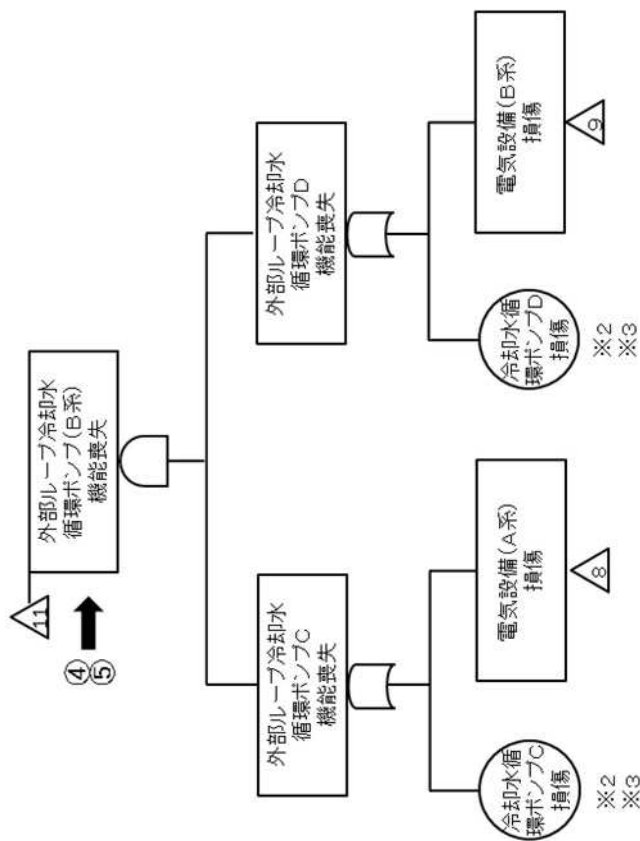 11
④
⑤
外部ループ冷却水
循環ポンプ(B系)
機能喪失
外部ループ冷却水
循環ポンプC
機能喪失
外部ループ冷却水
循環ポンプD
機能喪失
冷却水循
環ポンプC
損傷
※2
※3
電気設備(A系)
損傷
8
冷却水循
環ポンプD
損傷
※2
※3
電気設備(B系)
損傷
9